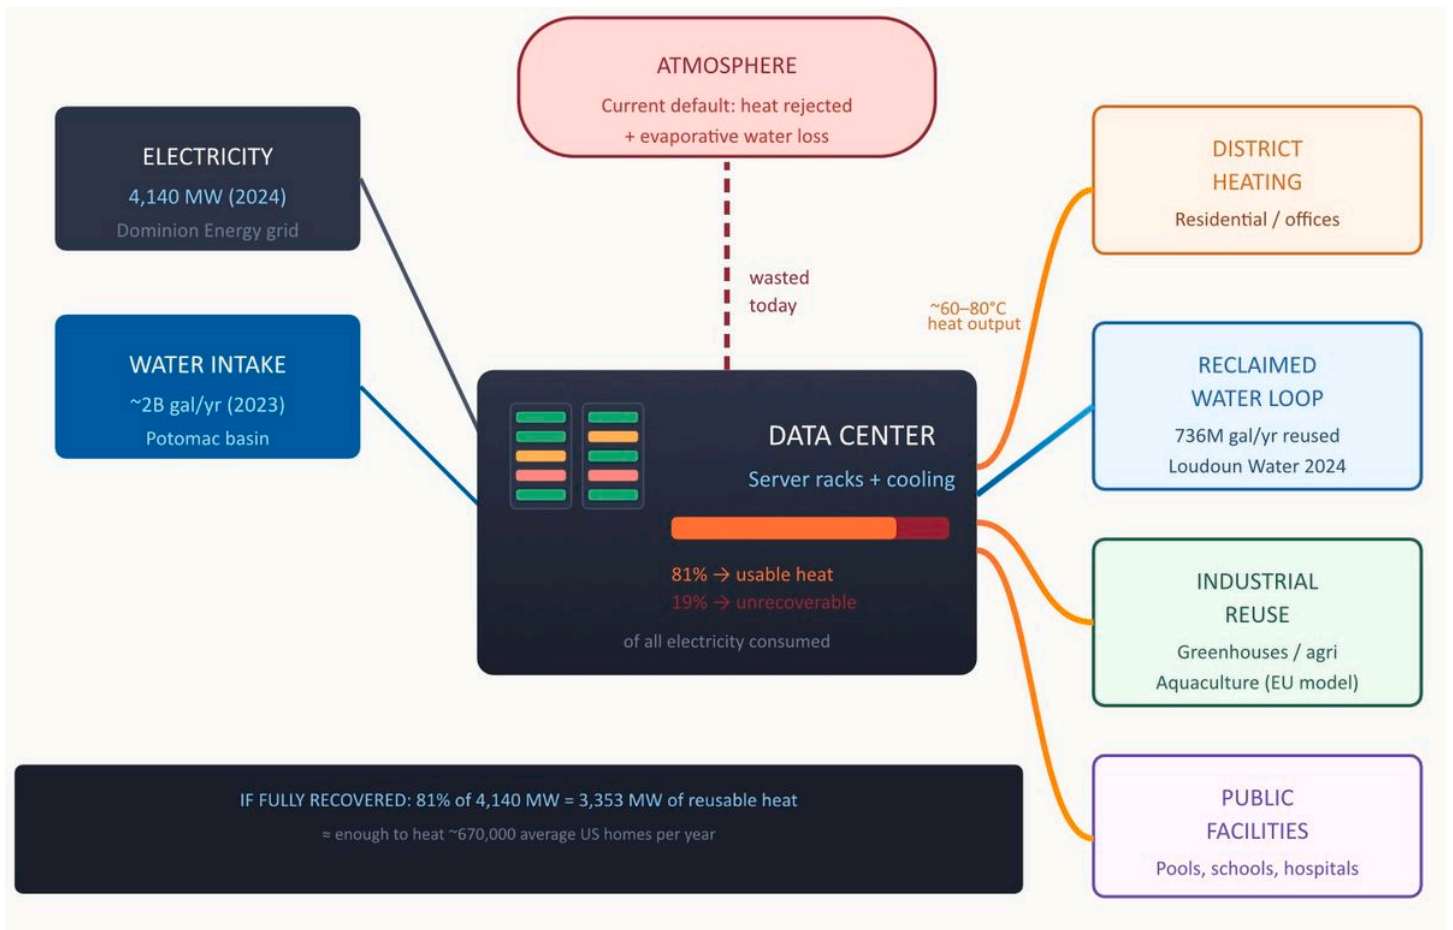 ATMOSPHERE
Current default: heat rejected
+ evaporative water loss
ELECTRICITY
4,140 MW (2024)
Dominion Energy grid
WATER INTAKE
~2B gal/yr (2023)
Potomac basin
wasted
today
~60–80°C
heat output
DATA CENTER
Server racks + cooling
81% → usable heat
19% → unrecoverable
of all electricity consumed
DISTRICT
HEATING
Residential / offices
RECLAIMED
WATER LOOP
736M gal/yr reused
Loudoun Water 2024
INDUSTRIAL
REUSE
Greenhouses / agri
Aquaculture (EU model)
PUBLIC
FACILITIES
Pools, schools, hospitals
IF FULLY RECOVERED: 81% of 4,140 MW = 3,353 MW of reusable heat
≈ enough to heat ~670,000 average US homes per year